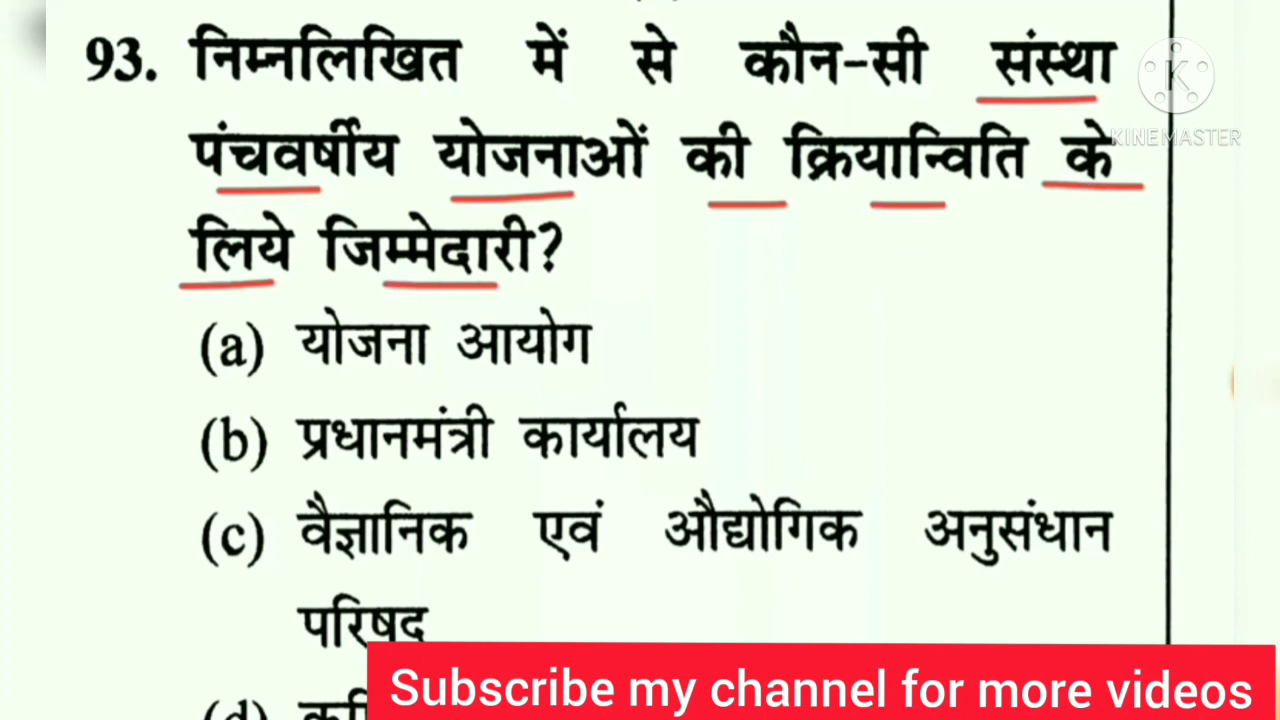 93. निम्नलिखित में से कौन-सी संस्था
पंचवर्षीय योजनाओं की क्रियान्विति के
लिये जिम्मेदारी?
(a) योजना आयोग
(b) प्रधानमंत्री कार्यालय
(c) वैज्ञानिक एवं औद्योगिक अनुसंधान
परिषद
(d)
Subscribe my channel for more videos
K
KINEMASTER